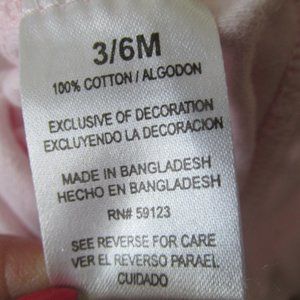 3/6M
100% COTTON / ALGODON
EXCLUSIVE OF DECORATION
EXCLUYENDO LA DECORACION
MADE IN BANGLADESH
HECHO EN BANGLADESH
RN# 59123
SEE REVERSE FOR CARE
VER EL REVERSO PARAEL
CUIDADO